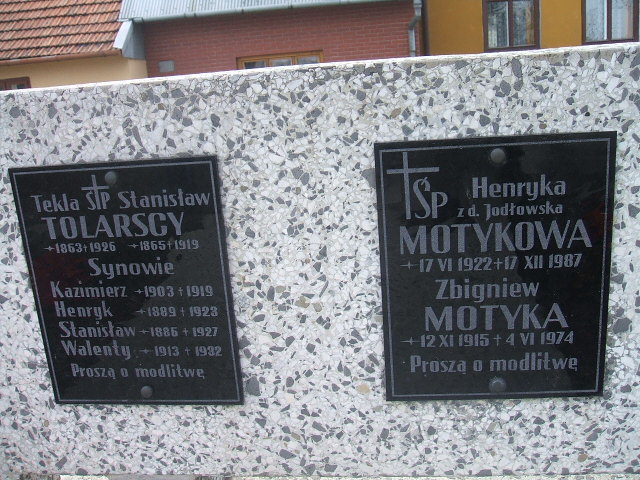 Tekla ŚP Stanisław
TOLARSCY
*1863+1926 *1865+1919
Synowie
Kazimierz *1903+1919
Henryk *1889+1923
Stanisław *1886+1927
Walenty *1913+1932
Proszą o modlitwę
ŚP Henryka
z d. Jodłowska
MOTYKOWA
*17 VI 1922+17 XII 1987
Zbigniew
MOTYKA
*12 XI 1915+4 VI 1974
Proszą o modlitwę